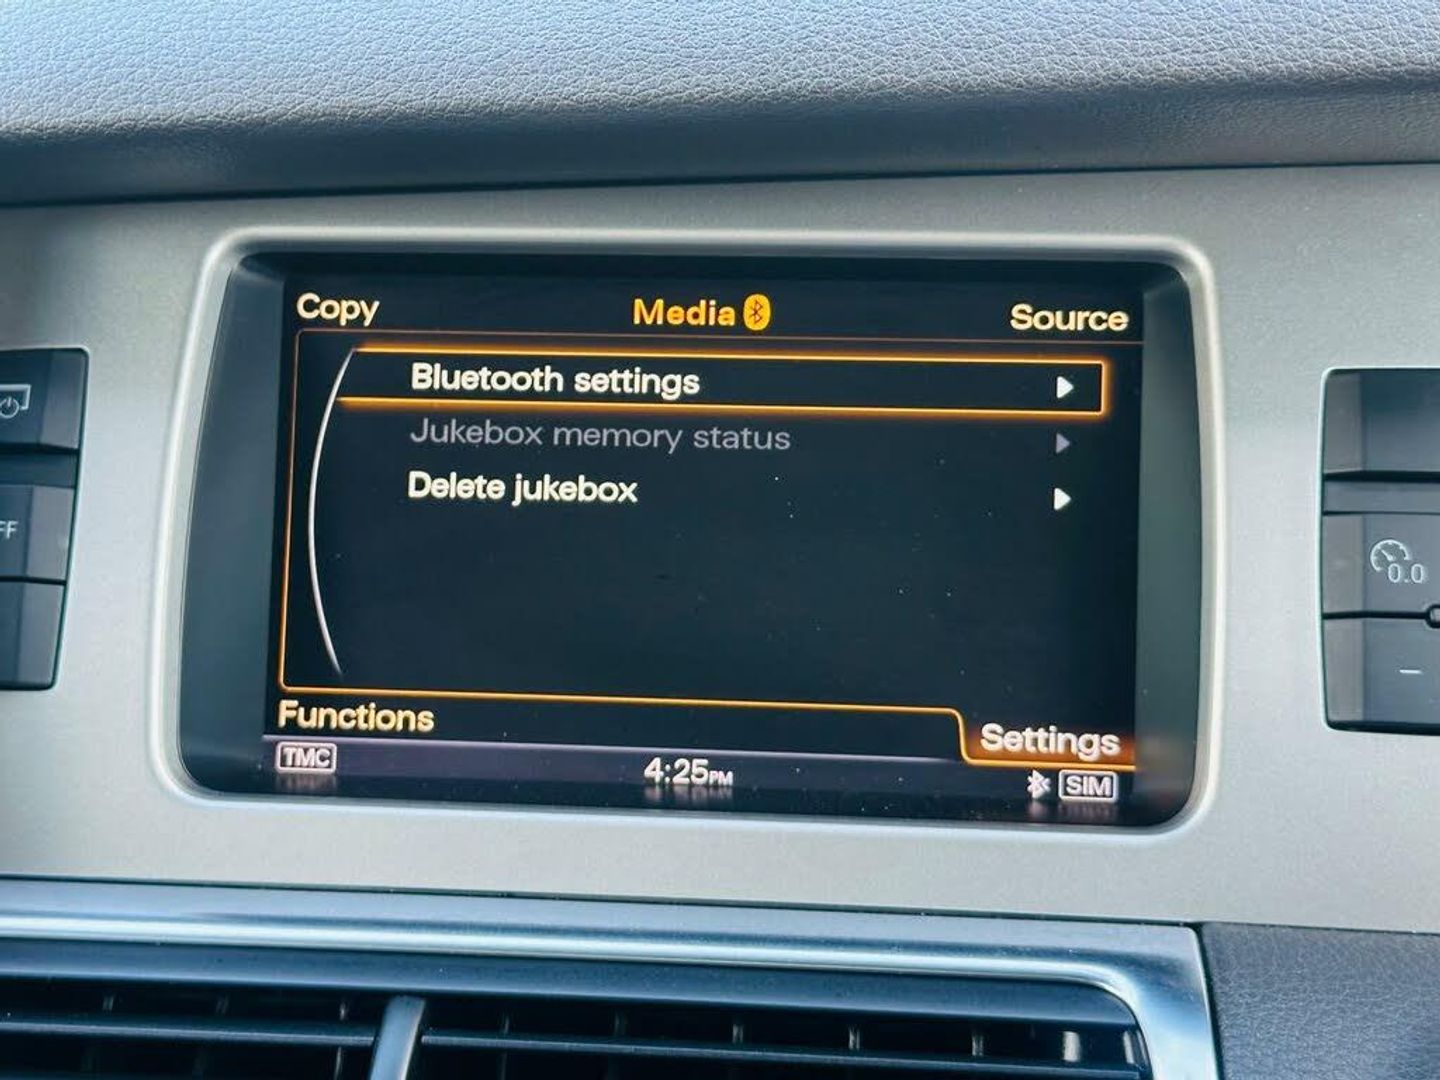 Copy Media Source
Bluetooth settings
Jukebox memory status
Delete jukebox
Functions Settings
TMC 4:25PM SIM
0.0